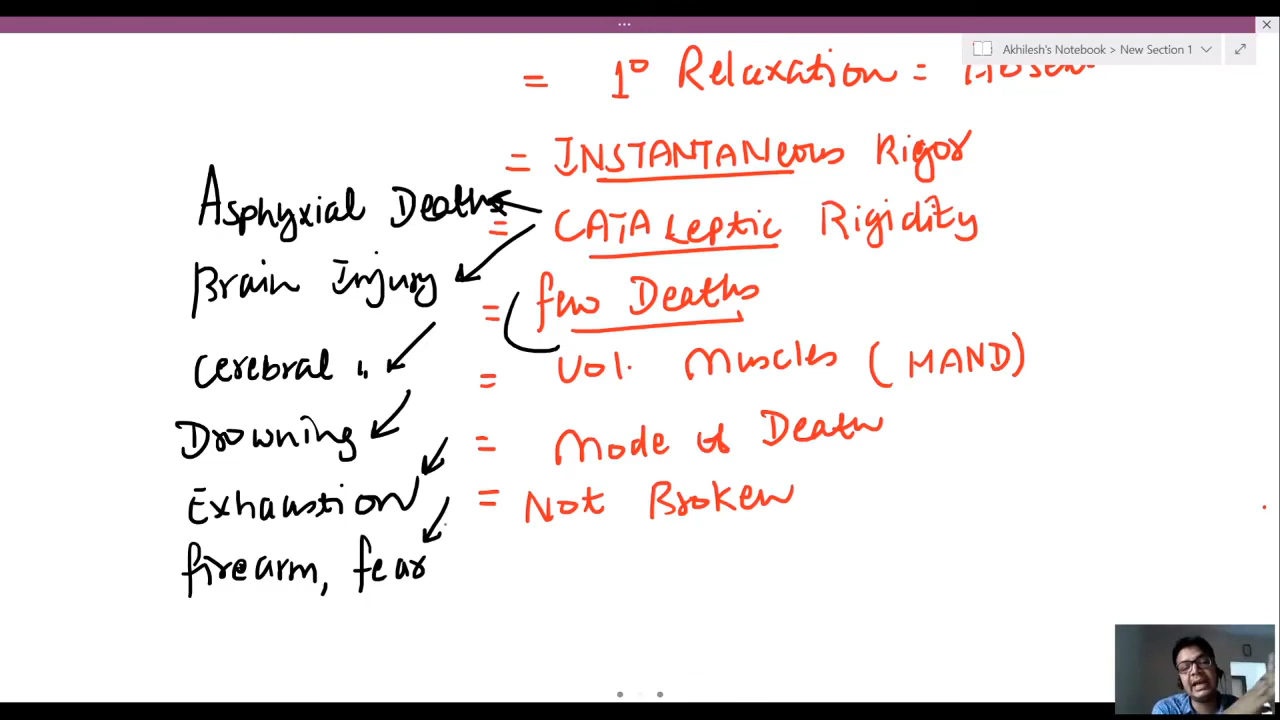 Akhilesh's Notebook > New Section 1
= 1° Relaxation =
= INSTANTANeous Rigor
Asphyxial Deaths
= CATALeptic Rigidity
Brain Injury
= few Deaths
Cerebral "
= Vol. Muscles (HAND)
Drowning
= Mode of Death
Exhaustion
= Not Broken
firearm, fear